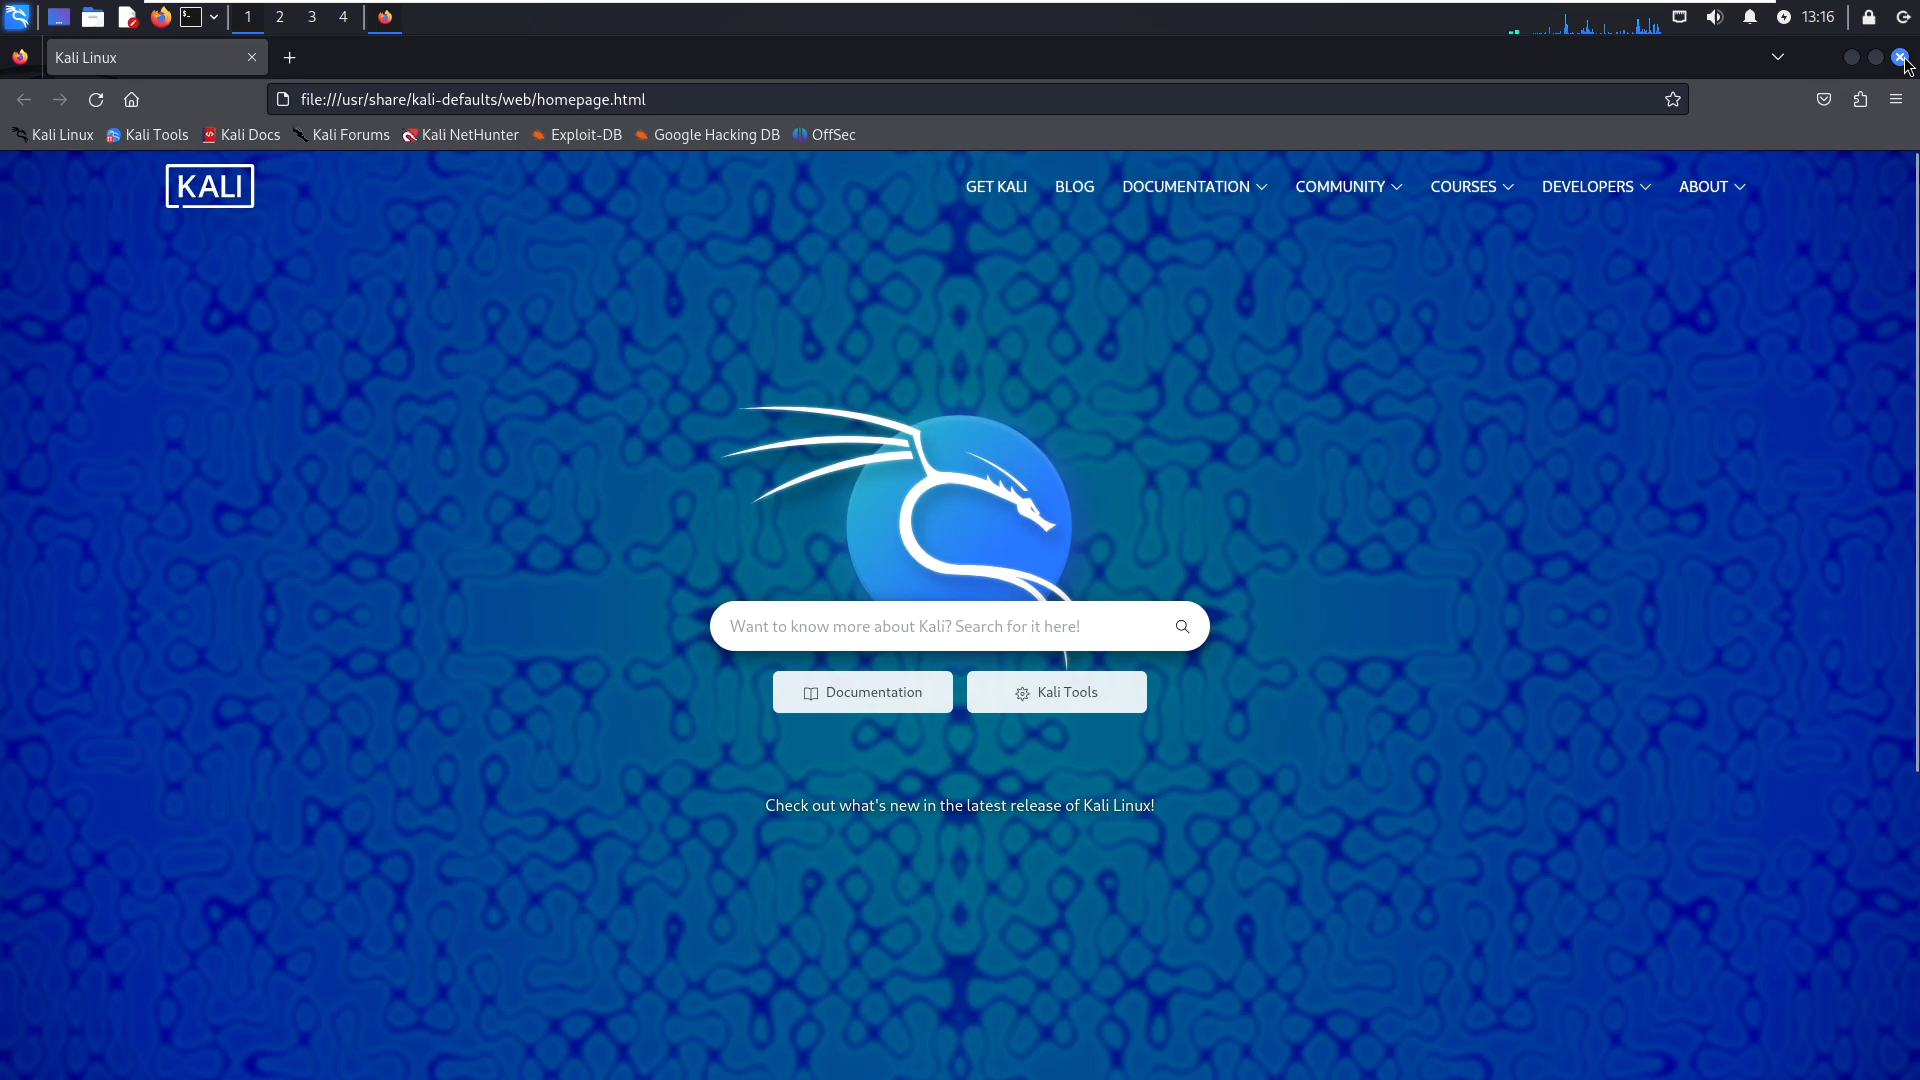 1 2 3 4 13:16
Kali Linux
file:///usr/share/kali-defaults/web/homepage.html
Kali Linux Kali Tools Kali Docs Kali Forums Kali NetHunter Exploit-DB Google Hacking DB OffSec
KALI GET KALI BLOG DOCUMENTATION COMMUNITY COURSES DEVELOPERS ABOUT
Want to know more about Kali? Search for it here!
Documentation Kali Tools
Check out what's new in the latest release of Kali Linux!